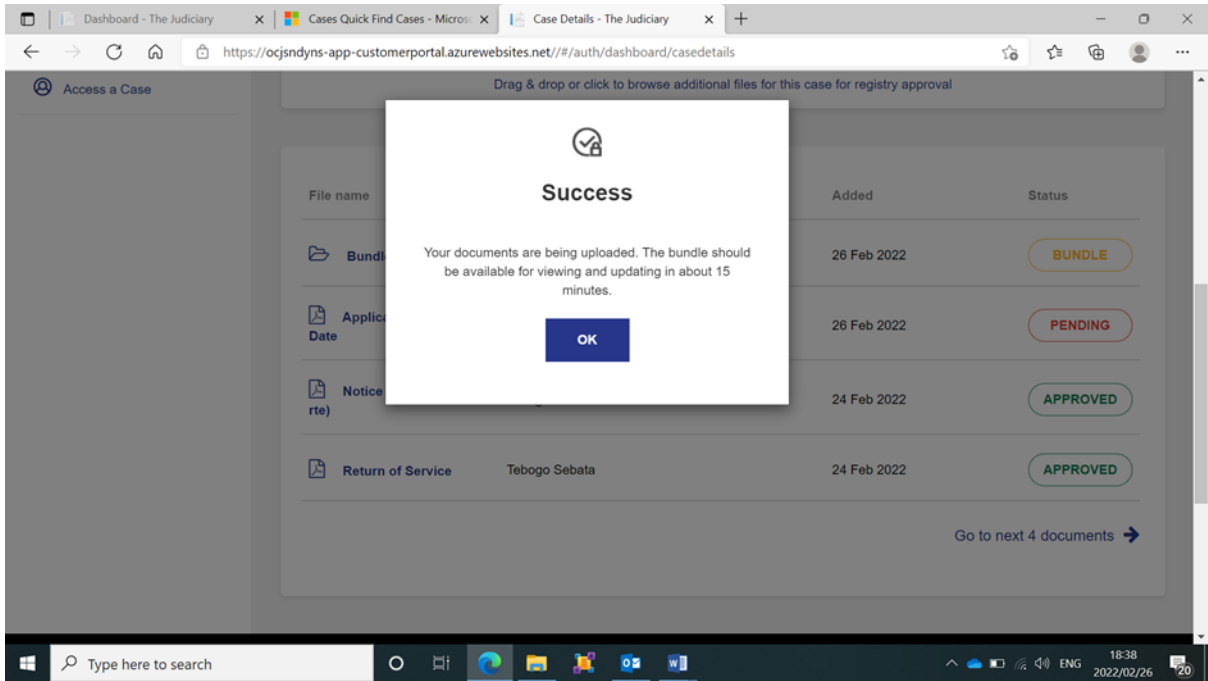 Dashboard - The Judiciary
Cases Quick Find Cases - Micros
Case Details - The Judiciary
https://ocjsndyns-app-customerportal.azurewebsites.net//#/auth/dashboard/casedetails
Access a Case
Drag & drop or click to browse additional files for this case for registry approval
Success
Your documents are being uploaded. The bundle should
be available for viewing and updating in about 15
minutes.
OK
File name Added Status
Bundl 26 Feb 2022 BUNDLE
Applica 26 Feb 2022 PENDING
Date
Notice 24 Feb 2022 APPROVED
rte)
Return of Service Tebogo Sebata 24 Feb 2022 APPROVED
Go to next 4 documents
Type here to search
ENG
18:38
2022/02/26
20